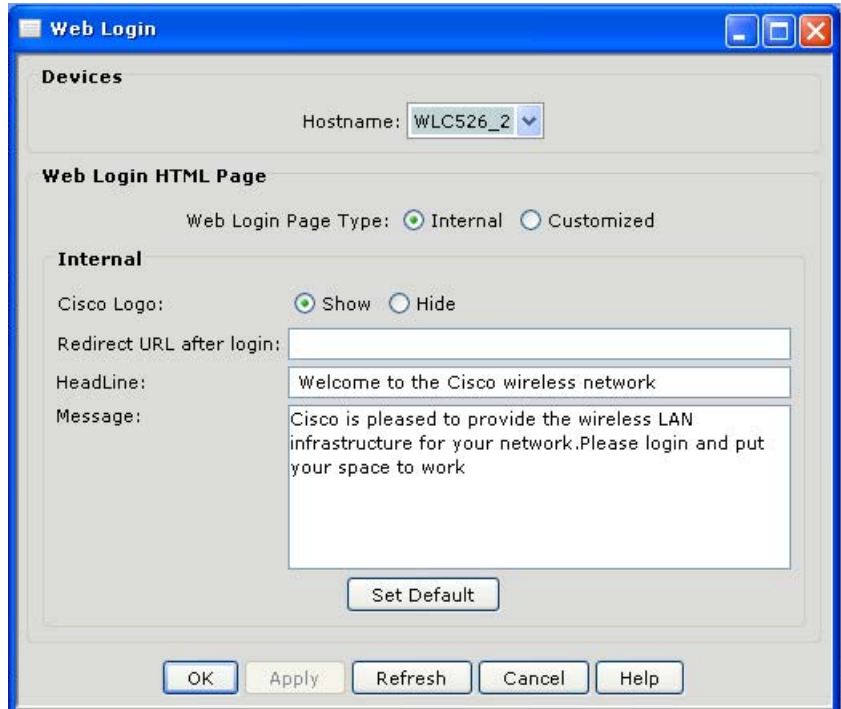 Web Login
Devices
Hostname: WLC526_2
Web Login HTML Page
Web Login Page Type: Internal Customized
Internal
Cisco Logo: Show Hide
Redirect URL after login:
HeadLine: Welcome to the Cisco wireless network
Message: Cisco is pleased to provide the wireless LAN
infrastructure for your network.Please login and put
your space to work
Set Default
OK Apply Refresh Cancel Help